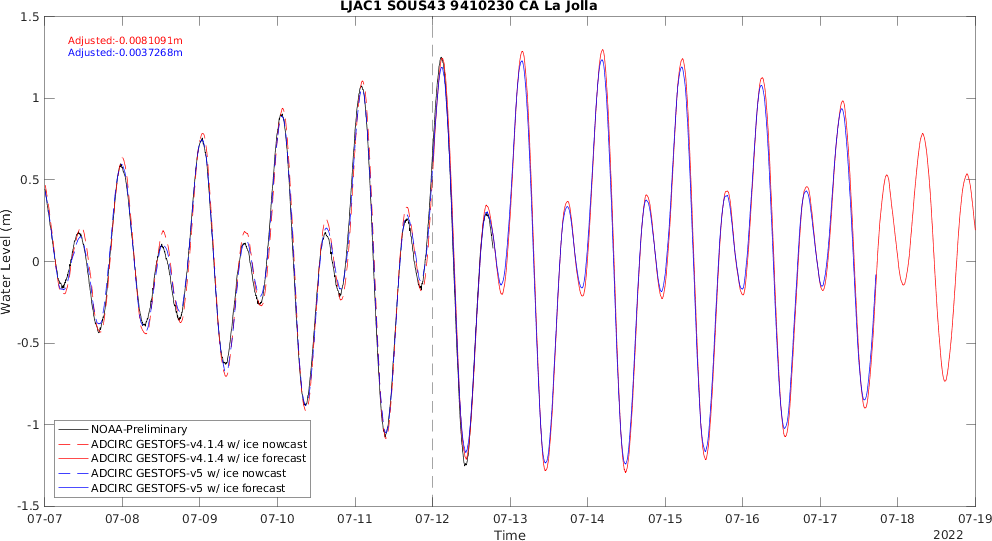 LJAC1 SOUS43 9410230 CA La Jolla
Adjusted:-0.0081091m
Adjusted:-0.0037268m
1.5
1
0.5
0
-0.5
-1
-1.5
Water Level (m)
NOAA-Preliminary
ADCIRC GESTOFS-v4.1.4 w/ ice nowcast
ADCIRC GESTOFS-v4.1.4 w/ ice forecast
ADCIRC GESTOFS-v5 w/ ice nowcast
ADCIRC GESTOFS-v5 w/ ice forecast
07-07 07-08 07-09 07-10 07-11 07-12 07-13 07-14 07-15 07-16 07-17 07-18 07-19
Time
2022